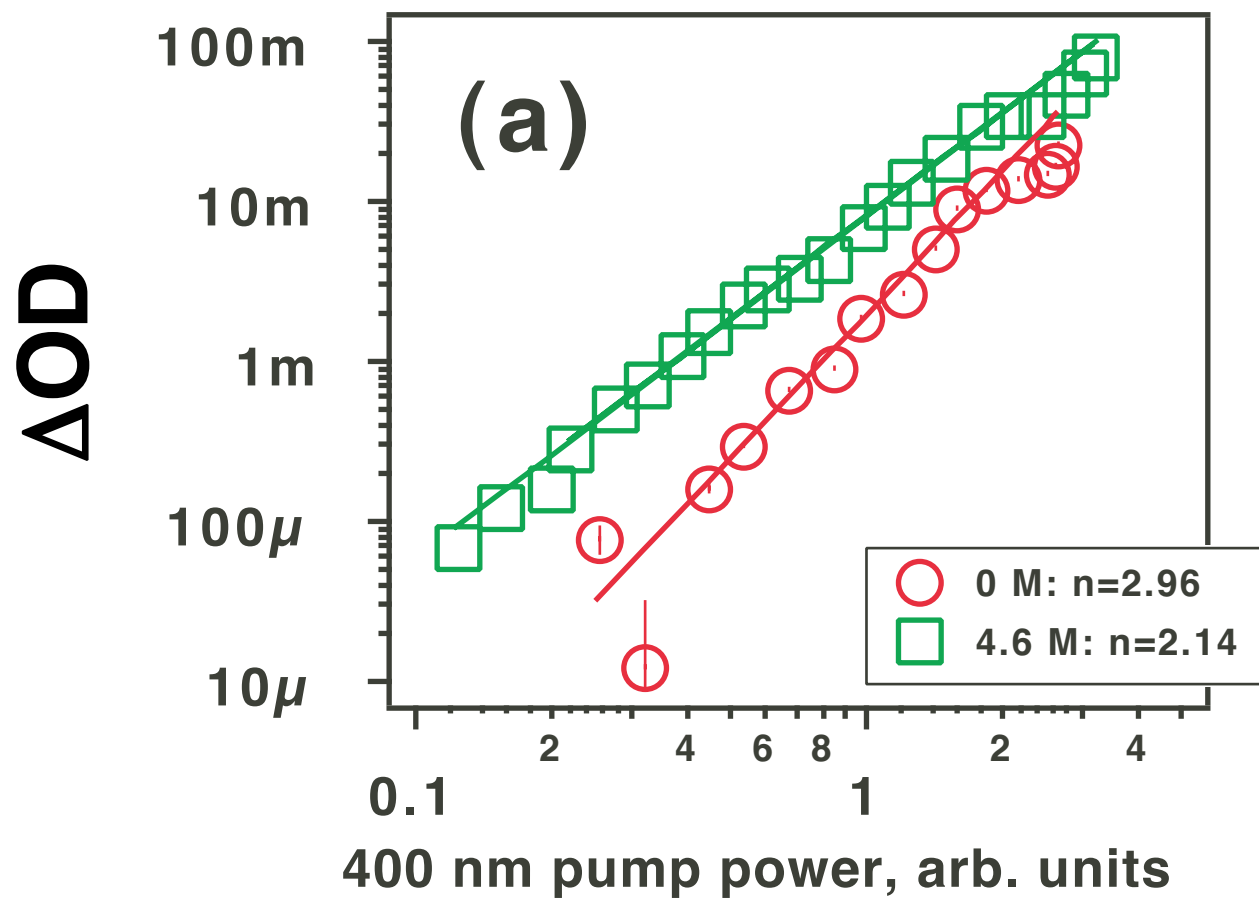 (a)
ΔOD
100m
10m
1m
100μ
10μ
0 M: n=2.96
4.6 M: n=2.14
2 4 6 8 2 4
0.1 1
400 nm pump power, arb. units